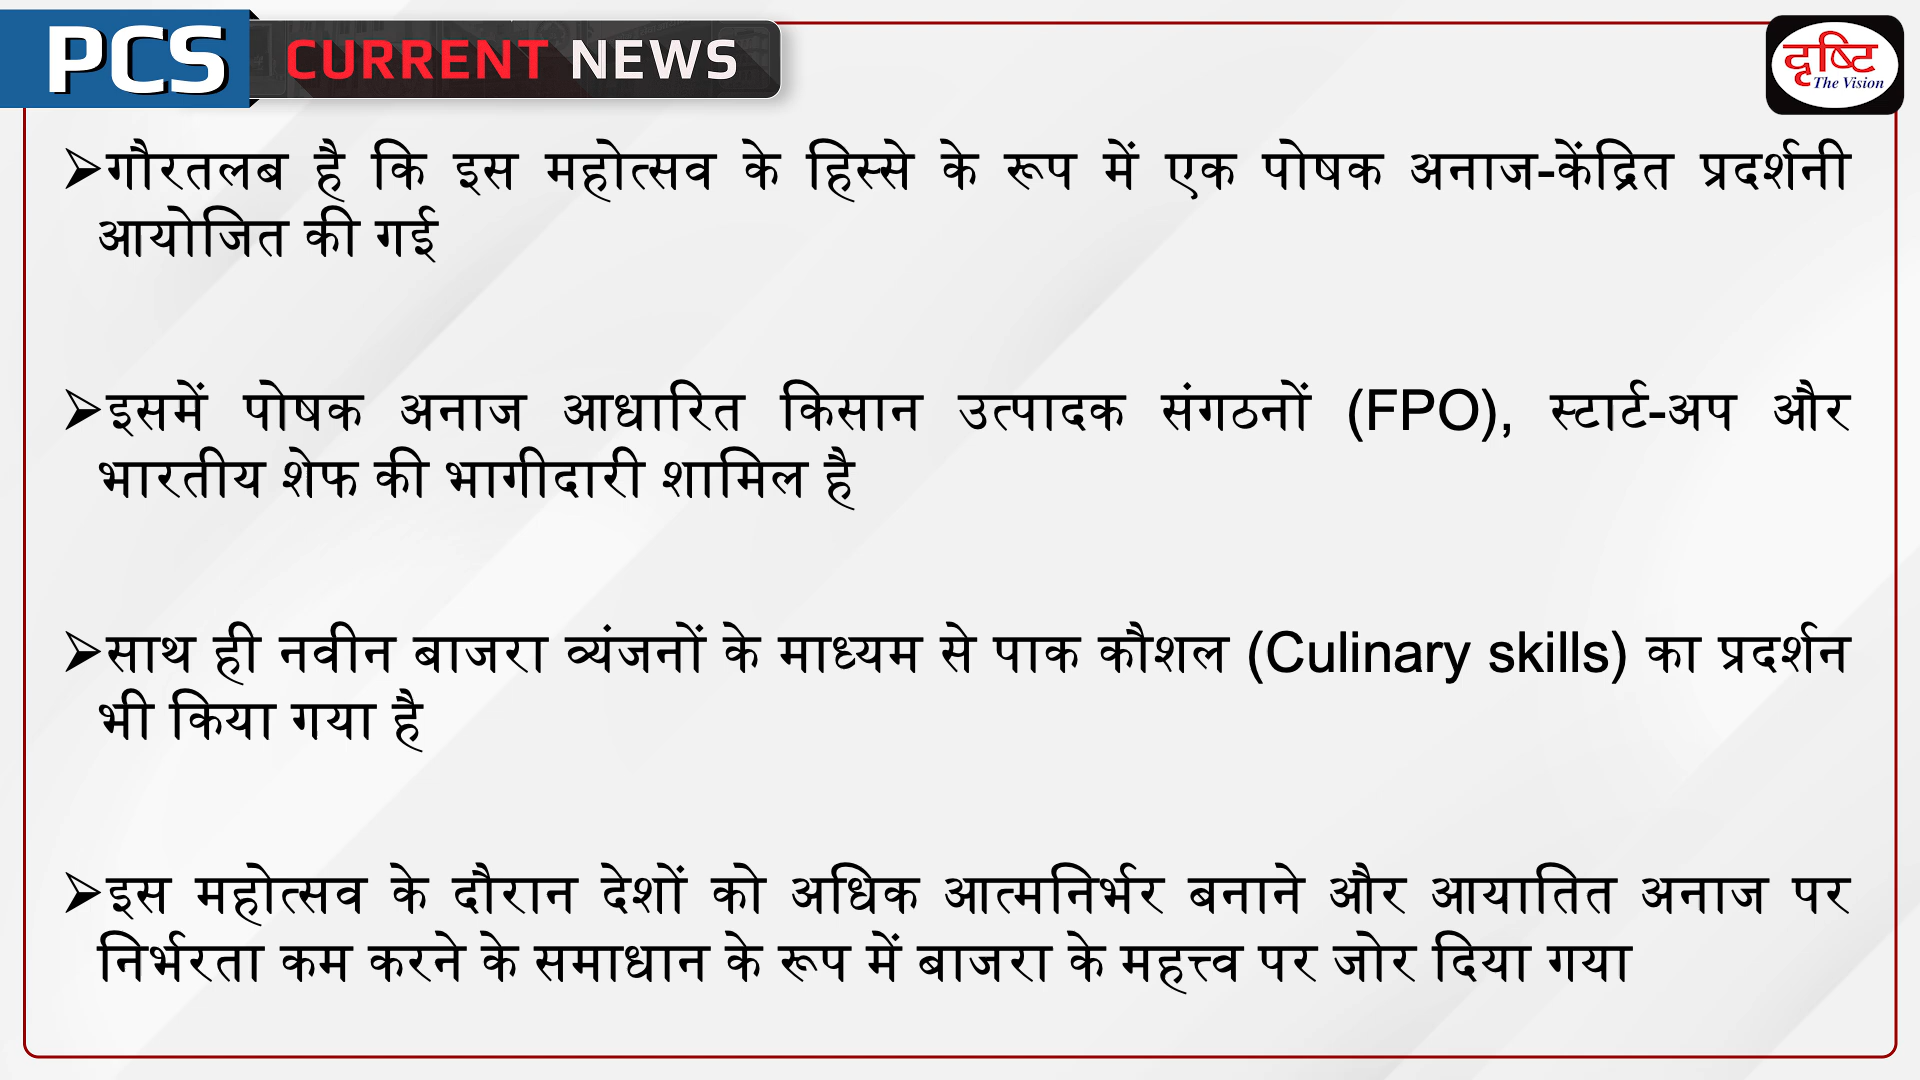 PCS CURRENT NEWS
दृष्टि
The Vision
➢गौरतलब है कि इस महोत्सव के हिस्से के रूप में एक पोषक अनाज-केंद्रित प्रदर्शनी
आयोजित की गई
➢इसमें पोषक अनाज आधारित किसान उत्पादक संगठनों (FPO), स्टार्ट-अप और
भारतीय शेफ की भागीदारी शामिल है
➢साथ ही नवीन बाजरा व्यंजनों के माध्यम से पाक कौशल (Culinary skills) का प्रदर्शन
भी किया गया है
➢इस महोत्सव के दौरान देशों को अधिक आत्मनिर्भर बनाने और आयातित अनाज पर
निर्भरता कम करने के समाधान के रूप में बाजरा के महत्त्व पर जोर दिया गया